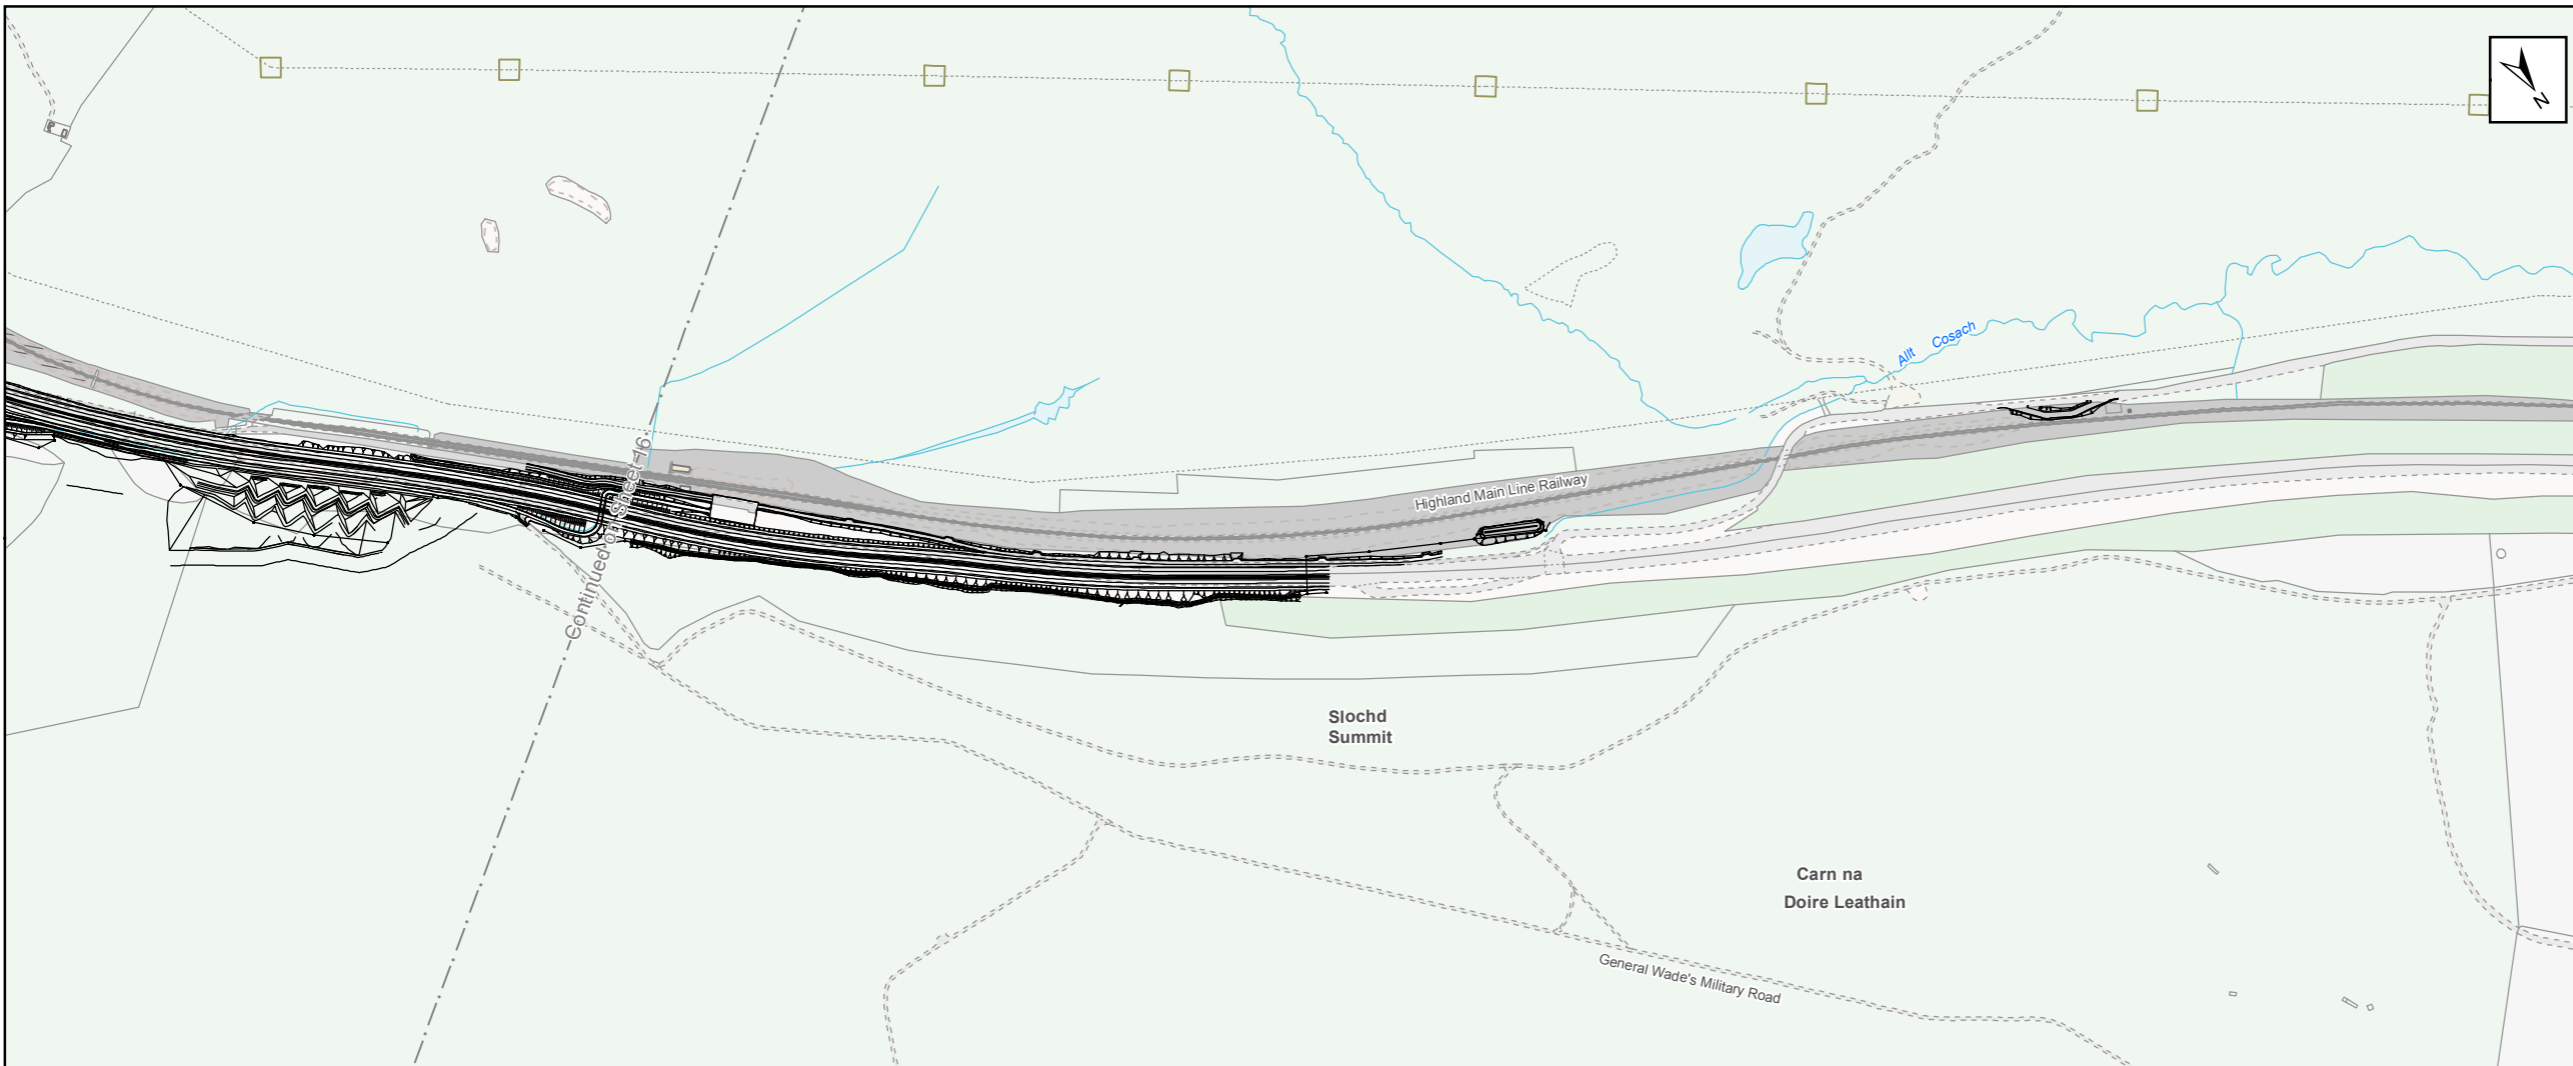 N
Allt Cosach
Continued on Sheet 16
Highland Main Line Railway
Slochd
Summit
Carn na
Doire Leathain
General Wade's Military Road